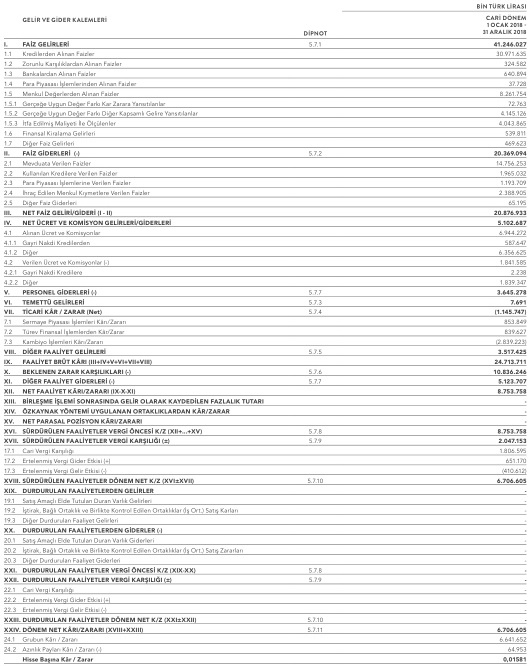 BİN TÜRK LİRASI
GELİR VE GİDER KALEMLERİ DİPNOT CARİ DÖNEM
1 OCAK 2018 -
31 ARALIK 2018
I. FAİZ GELİRLERİ 5.7.1 41.246.027
1.1 Kredilerden Alınan Faizler 30.971.635
1.2 Zorunlu Karşılıklardan Alınan Faizler 324.582
1.3 Bankalardan Alınan Faizler 640.894
1.4 Para Piyasası İşlemlerinden Alınan Faizler 37.728
1.5 Menkul Değerlerden Alınan Faizler 8.261.754
1.5.1 Gerçeğe Uygun Değer Farkı Kar Zarara Yansıtılanlar 72.763
1.5.2 Gerçeğe Uygun Değer Farkı Diğer Kapsamlı Gelire Yansıtılanlar 4.145.126
1.5.3 İtfa Edilmiş Maliyeti İle Ölçülenler 4.043.865
1.6 Finansal Kiralama Gelirleri 539.811
1.7 Diğer Faiz Gelirleri 469.623
II. FAİZ GİDERLERİ (-) 5.7.2 20.369.094
2.1 Mevduata Verilen Faizler 14.756.253
2.2 Kullanılan Kredilere Verilen Faizler 1.965.032
2.3 Para Piyasası İşlemlerine Verilen Faizler 1.193.709
2.4 İhraç Edilen Menkul Kıymetlere Verilen Faizler 2.388.905
2.5 Diğer Faiz Giderleri 65.195
III. NET FAİZ GELİRİ/GİDERİ (I - II) 20.876.933
IV. NET ÜCRET VE KOMİSYON GELİRLERİ/GİDERLERİ 5.102.687
4.1 Alınan Ücret ve Komisyonlar 6.944.272
4.1.1 Gayri Nakdi Kredilerden 587.647
4.1.2 Diğer 6.356.625
4.2 Verilen Ücret ve Komisyonlar (-) 1.841.585
4.2.1 Gayri Nakdi Kredilere 2.238
4.2.2 Diğer 1.839.347
V. PERSONEL GİDERLERİ (-) 5.7.7 3.645.278
VI. TEMETTÜ GELİRLERİ 5.7.3 7.691
VII. TİCARİ KÂR / ZARAR (Net) 5.7.4 (1.145.747)
7.1 Sermaye Piyasası İşlemleri Kârı/Zararı 853.849
7.2 Türev Finansal İşlemlerden Kâr/Zarar 839.627
7.3 Kambiyo İşlemleri Kârı/Zararı (2.839.223)
VIII. DİĞER FAALİYET GELİRLERİ 5.7.5 3.517.425
IX. FAALİYET BRÜT KÂRI (III+IV+V+VI+VII+VIII) 24.713.711
X. BEKLENEN ZARAR KARŞILIKLARI (-) 5.7.6 10.836.246
XI. DİĞER FAALİYET GİDERLERİ (-) 5.7.7 5.123.707
XII. NET FAALİYET KÂRI/ZARARI (IX-X-XI) 8.753.758
XIII. BİRLEŞME İŞLEMİ SONRASINDA GELİR OLARAK KAYDEDİLEN FAZLALIK TUTARI -
XIV. ÖZKAYNAK YÖNTEMİ UYGULANAN ORTAKLIKLARDAN KÂR/ZARAR -
XV. NET PARASAL POZİSYON KÂRI/ZARARI -
XVI. SÜRDÜRÜLEN FAALİYETLER VERGİ ÖNCESİ K/Z (XII+...+XV) 5.7.8 8.753.758
XVII. SÜRDÜRÜLEN FAALİYETLER VERGİ KARŞILIĞI (±) 5.7.9 2.047.153
17.1 Cari Vergi Karşılığı 1.806.595
17.2 Ertelenmiş Vergi Gider Etkisi (+) 651.170
17.3 Ertelenmiş Vergi Gelir Etkisi (-) (410.612)
XVIII. SÜRDÜRÜLEN FAALİYETLER DÖNEM NET K/Z (XVI±XVII) 5.7.10 6.706.605
XIX. DURDURULAN FAALİYETLERDEN GELİRLER -
19.1 Satış Amaçlı Elde Tutulan Duran Varlık Gelirleri -
19.2 İştirak, Bağlı Ortaklık ve Birlikte Kontrol Edilen Ortaklıklar (İş Ort.) Satış Karları -
19.3 Diğer Durdurulan Faaliyet Gelirleri -
XX. DURDURULAN FAALİYETLERDEN GİDERLER (-) -
20.1 Satış Amaçlı Elde Tutulan Duran Varlık Giderleri -
20.2 İştirak, Bağlı Ortaklık ve Birlikte Kontrol Edilen Ortaklıklar (İş Ort.) Satış Zararları -
20.3 Diğer Durdurulan Faaliyet Giderleri -
XXI. DURDURULAN FAALİYETLER VERGİ ÖNCESİ K/Z (XIX-XX) 5.7.8 -
XXII. DURDURULAN FAALİYETLER VERGİ KARŞILIĞI (±) 5.7.9 -
22.1 Cari Vergi Karşılığı -
22.2 Ertelenmiş Vergi Gider Etkisi (+) -
22.3 Ertelenmiş Vergi Gelir Etkisi (-) -
XXIII. DURDURULAN FAALİYETLER DÖNEM NET K/Z (XXI±XXII) 5.7.10 -
XXIV. DÖNEM NET KÂRI/ZARARI (XVIII+XXIII) 5.7.11 6.706.605
24.1 Grubun Kârı / Zararı 6.641.652
24.2 Azınlık Payları Kârı / Zararı (-) 64.953
Hisse Başına Kâr / Zarar 0,01581